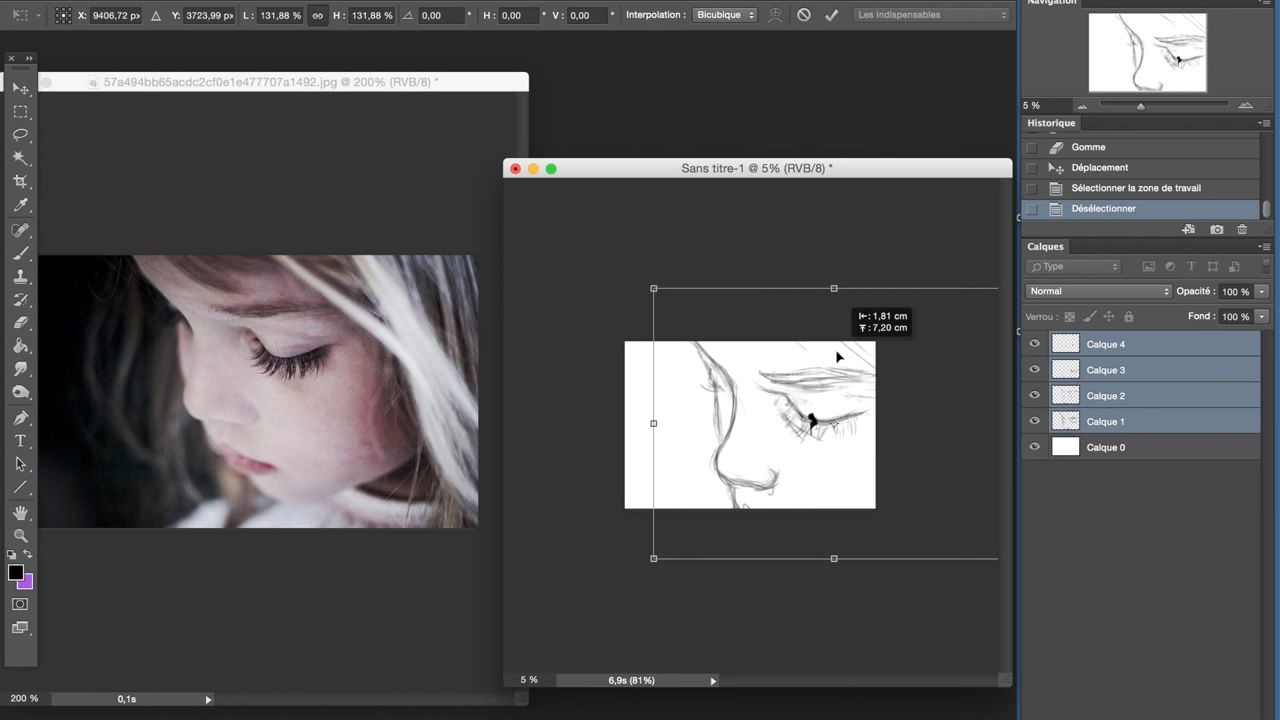 X: 9406,72 px Y: 3723,99 px L: 131,88 % H: 131,88 % 0,00 ° H: 0,00 ° V: 0,00 ° Interpolation : Bicubique Les indispensables
Navigation
5 %
57a494bb65acdc2cf0e1e477707a1492.jpg @ 200% (RVB/8) *
Sans titre-1 @ 5% (RVB/8) *
1,81 cm
7,20 cm
5 % 6,9s (81%)
200 % 0,1s
Historique
Gomme
Déplacement
Sélectionner la zone de travail
Désélectionner
Calques
Type
Normal Opacité : 100 %
Verrou : Fond : 100 %
Calque 4
Calque 3
Calque 2
Calque 1
Calque 0